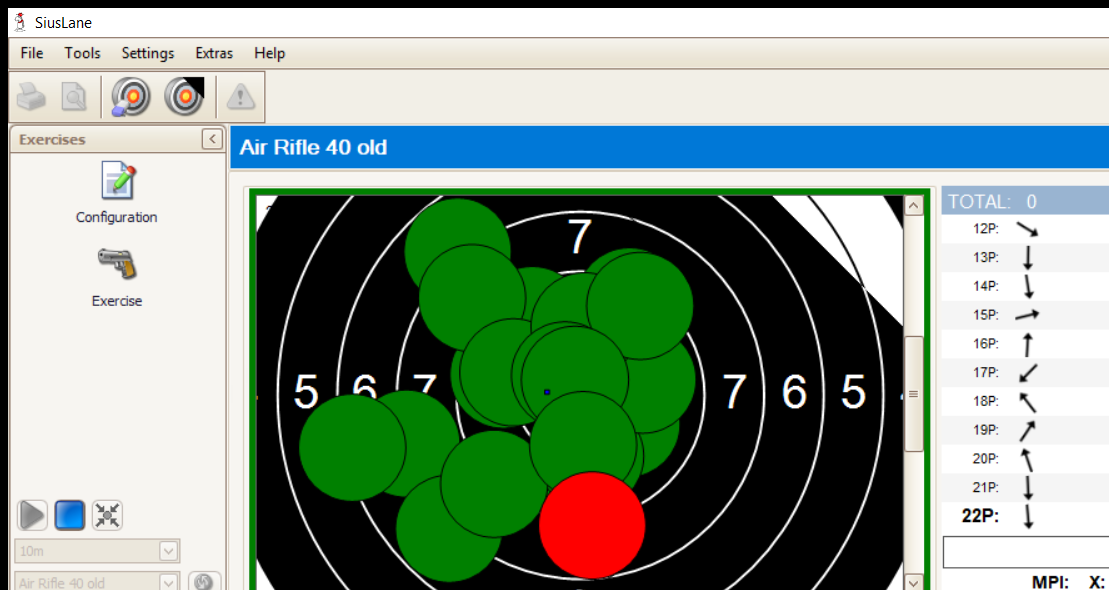 SiusLane
File Tools Settings Extras Help
Exercises
Air Rifle 40 old
Configuration
Exercise
7
5 6 7 7 6 5
TOTAL: 0
12P:
13P:
14P:
15P:
16P:
17P:
18P:
19P:
20P:
21P:
22P:
10m
Air Rifle 40 old
MPI: X: